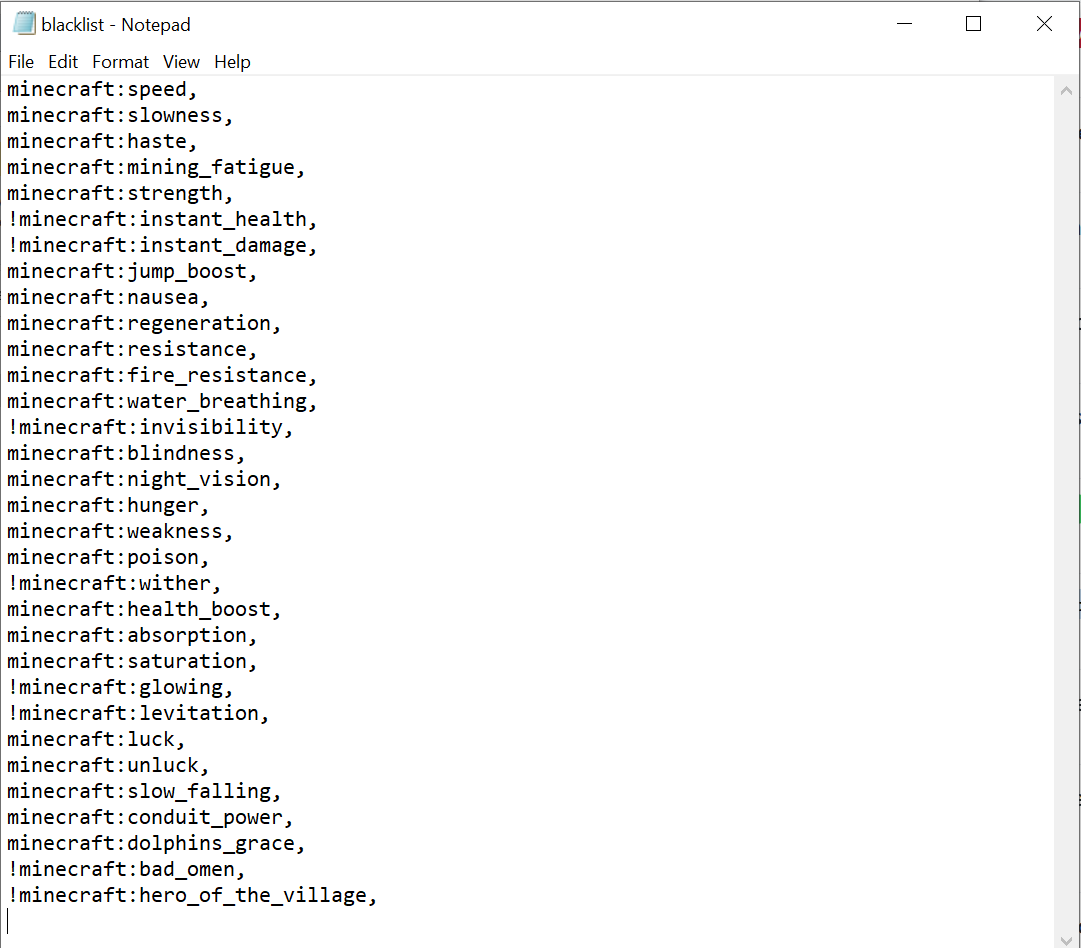 blacklist - Notepad
File Edit Format View Help
minecraft:speed,
minecraft:slowness,
minecraft:haste,
minecraft:mining_fatigue,
minecraft:strength,
!minecraft:instant_health,
!minecraft:instant_damage,
minecraft:jump_boost,
minecraft:nausea,
minecraft:regeneration,
minecraft:resistance,
minecraft:fire_resistance,
minecraft:water_breathing,
!minecraft:invisibility,
minecraft:blindness,
minecraft:night_vision,
minecraft:hunger,
minecraft:weakness,
minecraft:poison,
!minecraft:wither,
minecraft:health_boost,
minecraft:absorption,
minecraft:saturation,
!minecraft:glowing,
!minecraft:levitation,
minecraft:luck,
minecraft:unluck,
minecraft:slow_falling,
minecraft:conduit_power,
minecraft:dolphins_grace,
!minecraft:bad_omen,
!minecraft:hero_of_the_village,